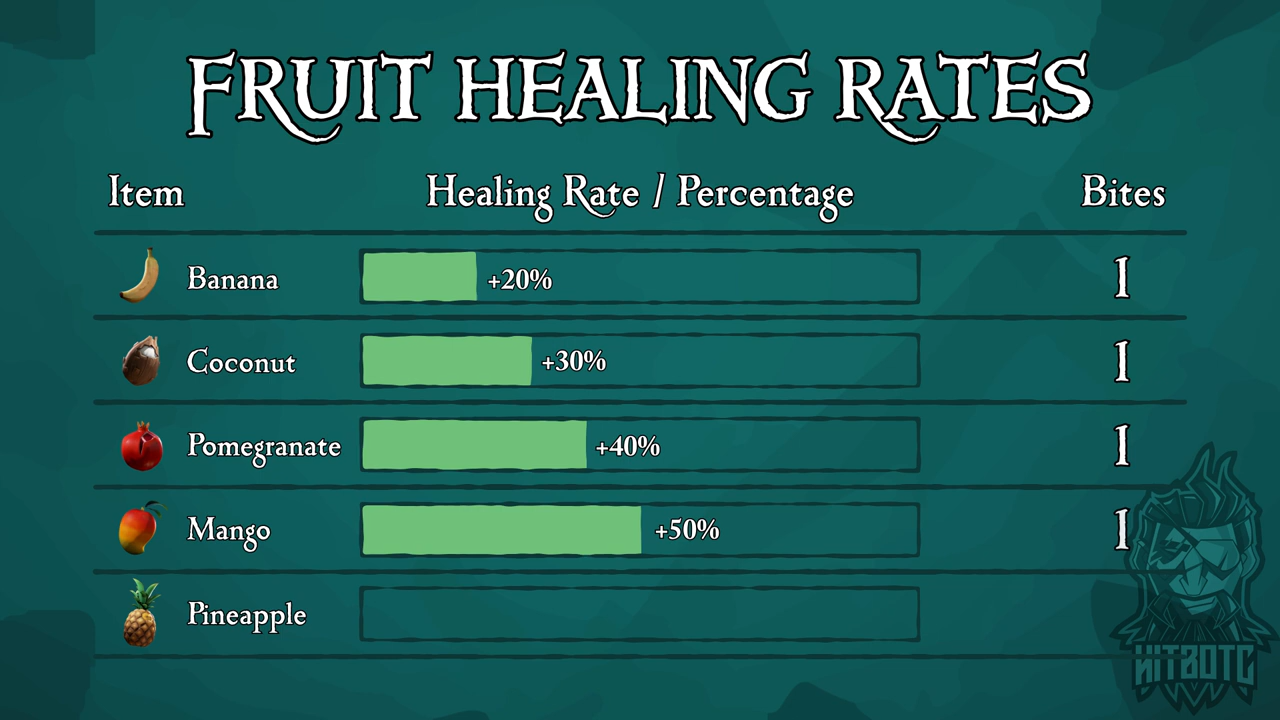 FRUIT HEALING RATES
Item Healing Rate / Percentage Bites
Banana +20% 1
Coconut +30% 1
Pomegranate +40% 1
Mango +50% 1
Pineapple
HITBOTC